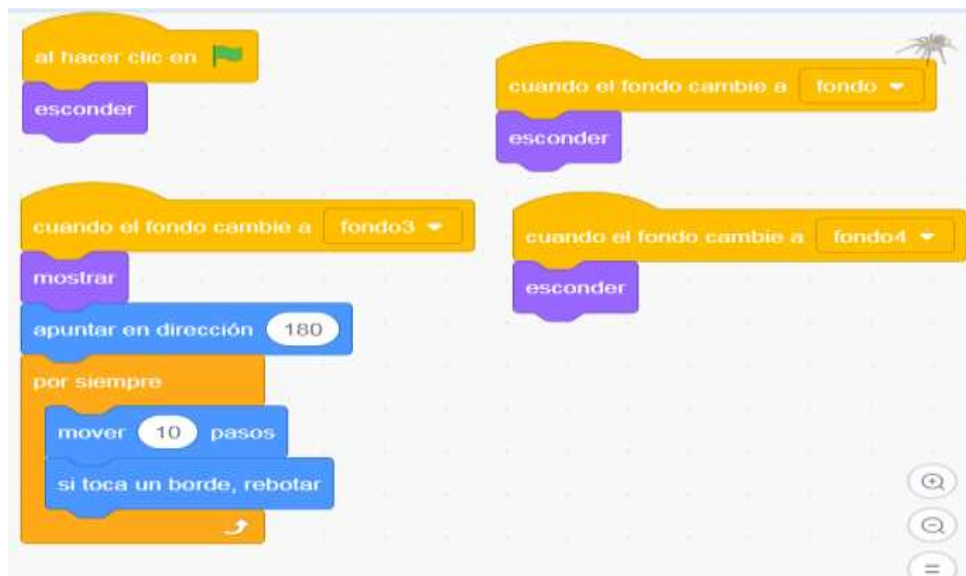 al hacer clic en
esconder
cuando el fondo cambie a fondo3
mostrar
apuntar en dirección 180
por siempre
mover 10 pasos
si toca un borde, rebotar
cuando el fondo cambie a fondo
esconder
cuando el fondo cambie a fondo4
esconder